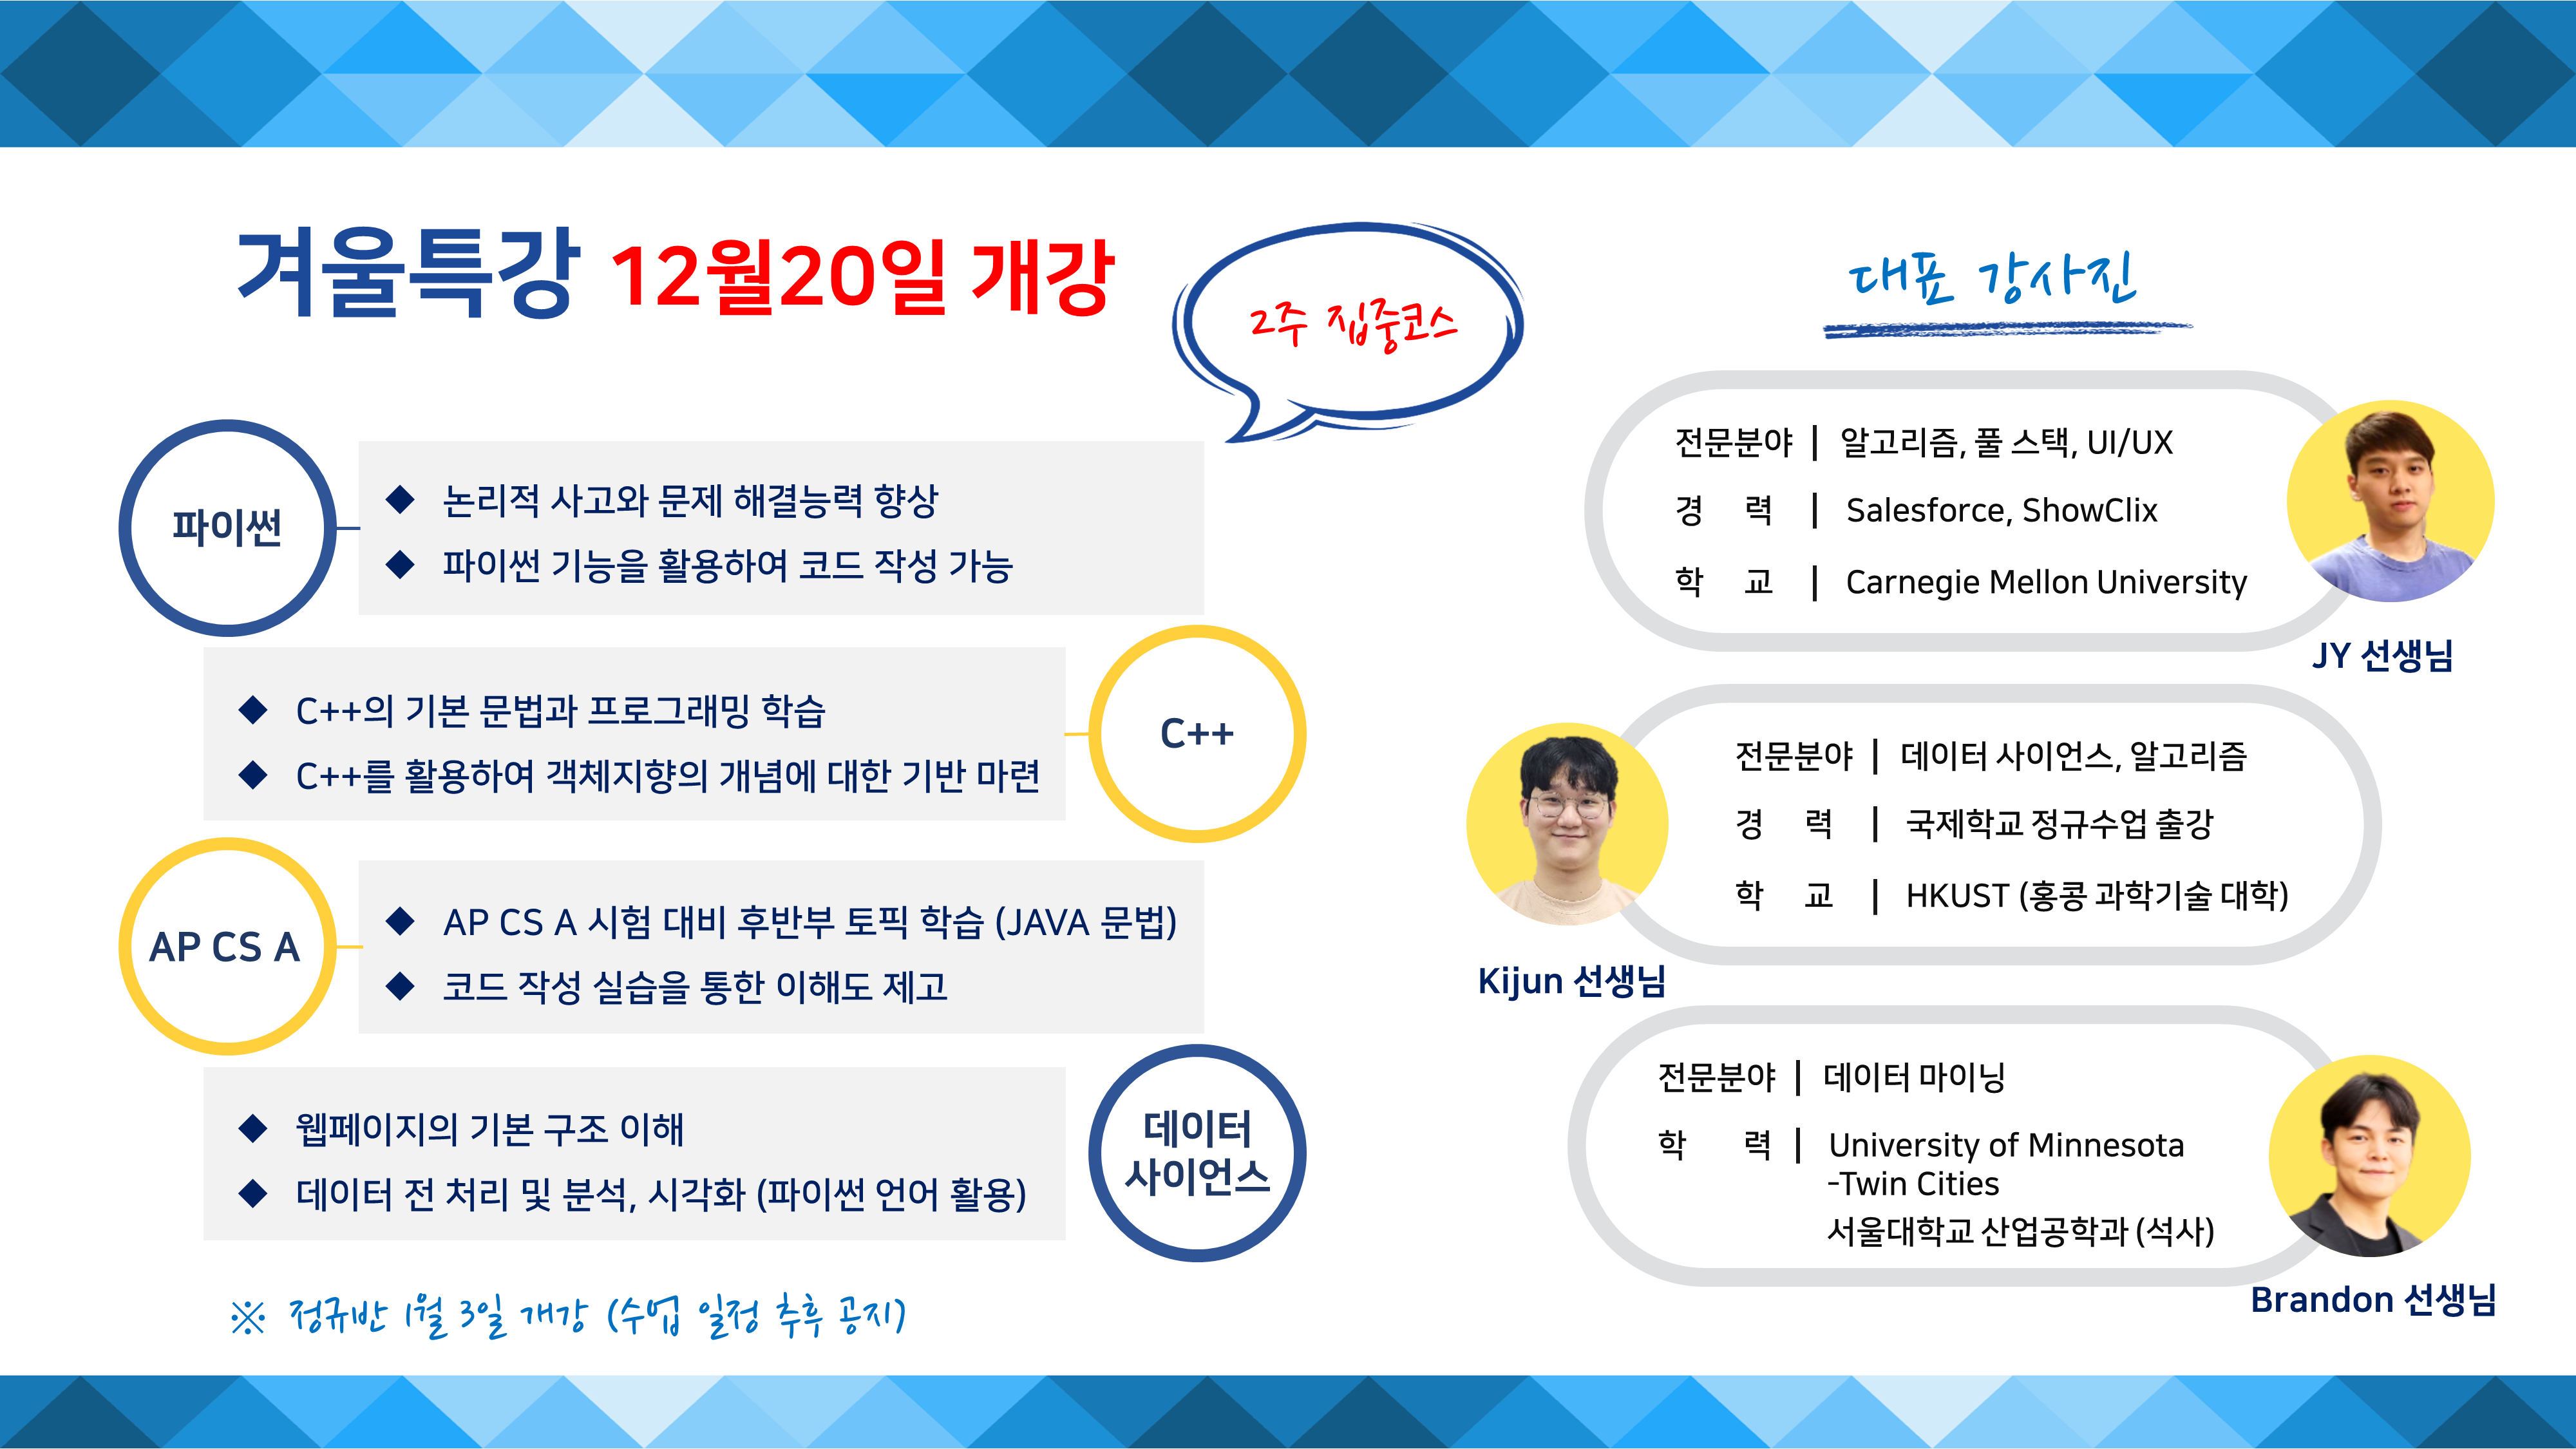 겨울특강 12월20일 개강
2주 집중코스
파이썬
◆ 논리적 사고와 문제 해결능력 향상
◆ 파이썬 기능을 활용하여 코드 작성 가능
◆ C++의 기본 문법과 프로그래밍 학습
◆ C++를 활용하여 객체지향의 개념에 대한 기반 마련
C++
AP CS A
◆ AP CS A 시험 대비 후반부 토픽 학습 (JAVA 문법)
◆ 코드 작성 실습을 통한 이해도 제고
◆ 웹페이지의 기본 구조 이해
◆ 데이터 전 처리 및 분석, 시각화 (파이썬 언어 활용)
데이터
사이언스
※ 정규반 1월 3일 개강 (수업 일정 추후 공지)
대표 강사진
전문분야 | 알고리즘, 풀 스택, UI/UX
경 력 | Salesforce, ShowClix
학 교 | Carnegie Mellon University
JY 선생님
전문분야 | 데이터 사이언스, 알고리즘
경 력 | 국제학교 정규수업 출강
학 교 | HKUST (홍콩 과학기술 대학)
Kijun 선생님
전문분야 | 데이터 마이닝
학 력 | University of Minnesota
-Twin Cities
서울대학교 산업공학과 (석사)
Brandon 선생님